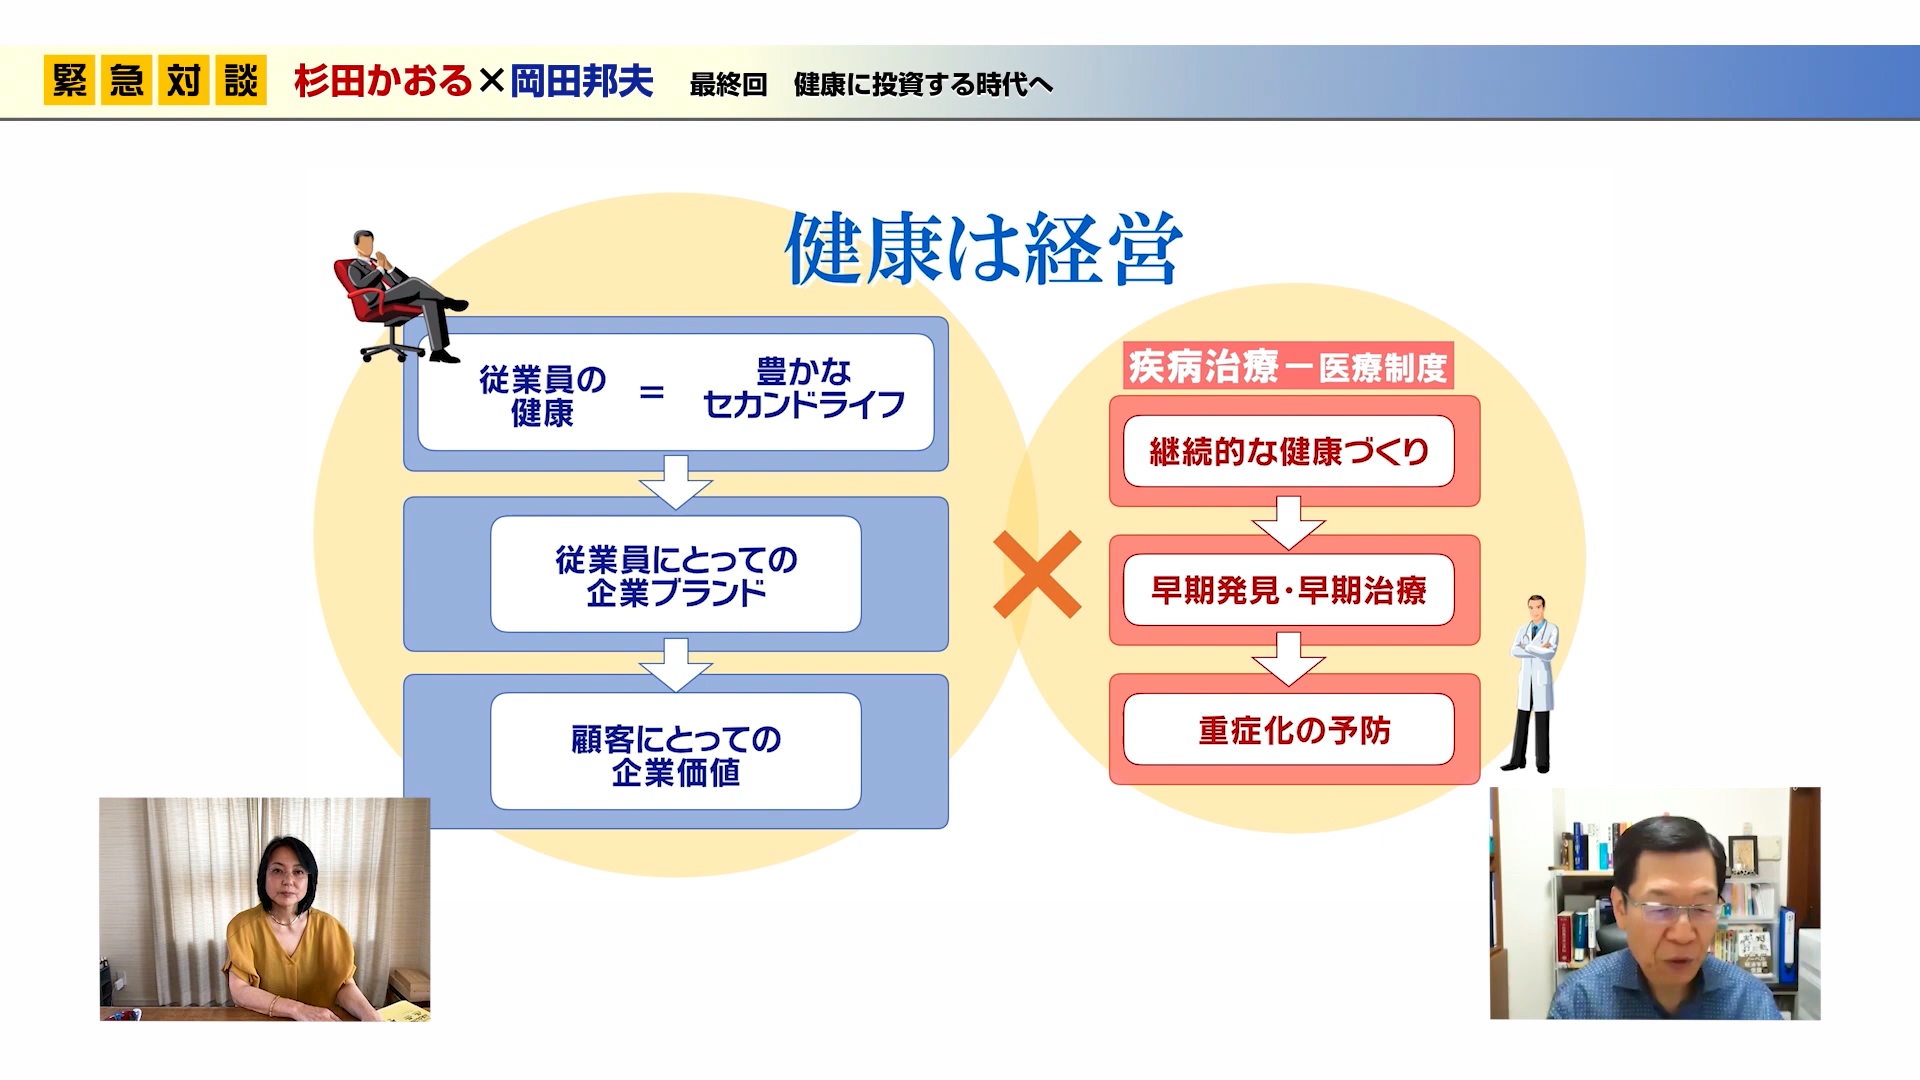 緊急対談 杉田かおる×岡田邦夫 最終回 健康に投資する時代へ
健康は経営
従業員の
健康
=
豊かな
セカンドライフ
従業員にとっての
企業ブランド
顧客にとっての
企業価値
×
疾病治療－医療制度
継続的な健康づくり
早期発見・早期治療
重症化の予防